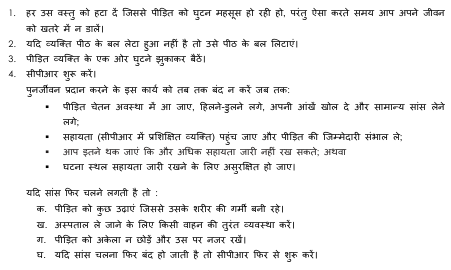 1. हर उस वस्तु को हटा दें जिससे पीड़ित को घुटन महसूस हो रही हो, परंतु ऐसा करते समय आप अपने जीवन
को खतरे में न डालें।
2. यदि व्यक्ति पीठ के बल लेटा हुआ नहीं है तो उसे पीठ के बल लिटाएं।
3. पीड़ित व्यक्ति के एक ओर घुटने झुकाकर बैठें।
4. सीपीआर शुरू करें।
पुनर्जीवन प्रदान करने के इस कार्य को तब तक बंद न करें जब तक:
▪ पीड़ित चेतन अवस्था में आ जाए, हिलने-डुलने लगे, अपनी आंखें खोल दे और सामान्य सांस लेने
लगे;
▪ सहायता (सीपीआर में प्रशिक्षित व्यक्ति) पहुंच जाए और पीड़ित की जिम्मेदारी संभाल ले;
▪ आप इतने थक जाएं कि और अधिक सहायता जारी नहीं रख सकते; अथवा
▪ घटना स्थल सहायता जारी रखने के लिए असुरक्षित हो जाए।
यदि सांस फिर चलने लगती है तो :
क. पीड़ित को कुछ उढ़ाएं जिससे उसके शरीर की गर्मी बनी रहे।
ख. अस्पताल ले जाने के लिए किसी वाहन की तुरंत व्यवस्था करें।
ग. पीड़ित को अकेला न छोड़ें और उस पर नजर रखें।
घ. यदि सांस चलना फिर बंद हो जाती है तो सीपीआर फिर से शुरू करें।